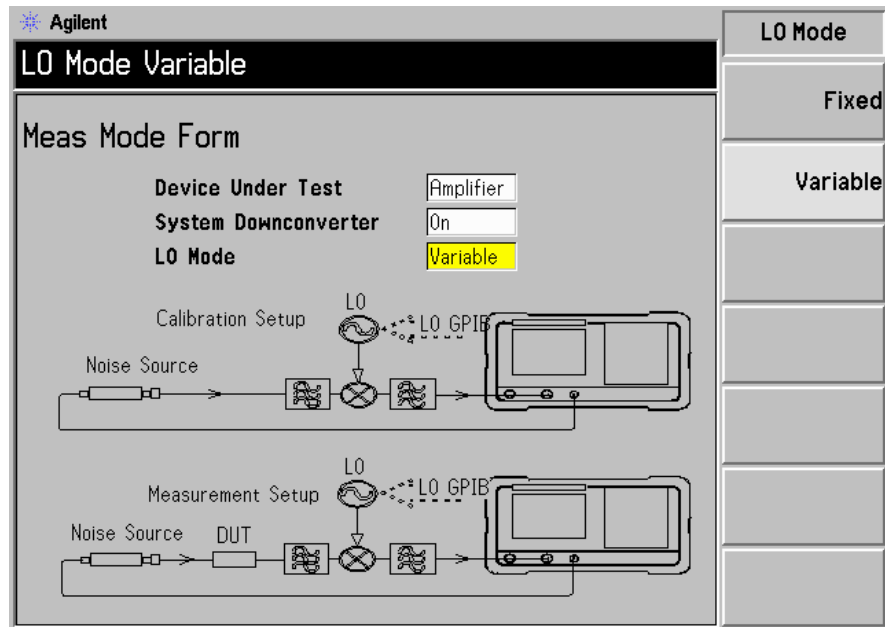 Agilent
LO Mode Variable
Meas Mode Form
Device Under Test Amplifier
System Downconverter On
LO Mode Variable
LO
Calibration Setup LO GPIB
Noise Source
LO
Measurement Setup LO GPIB
Noise Source DUT
LO Mode
Fixed
Variable